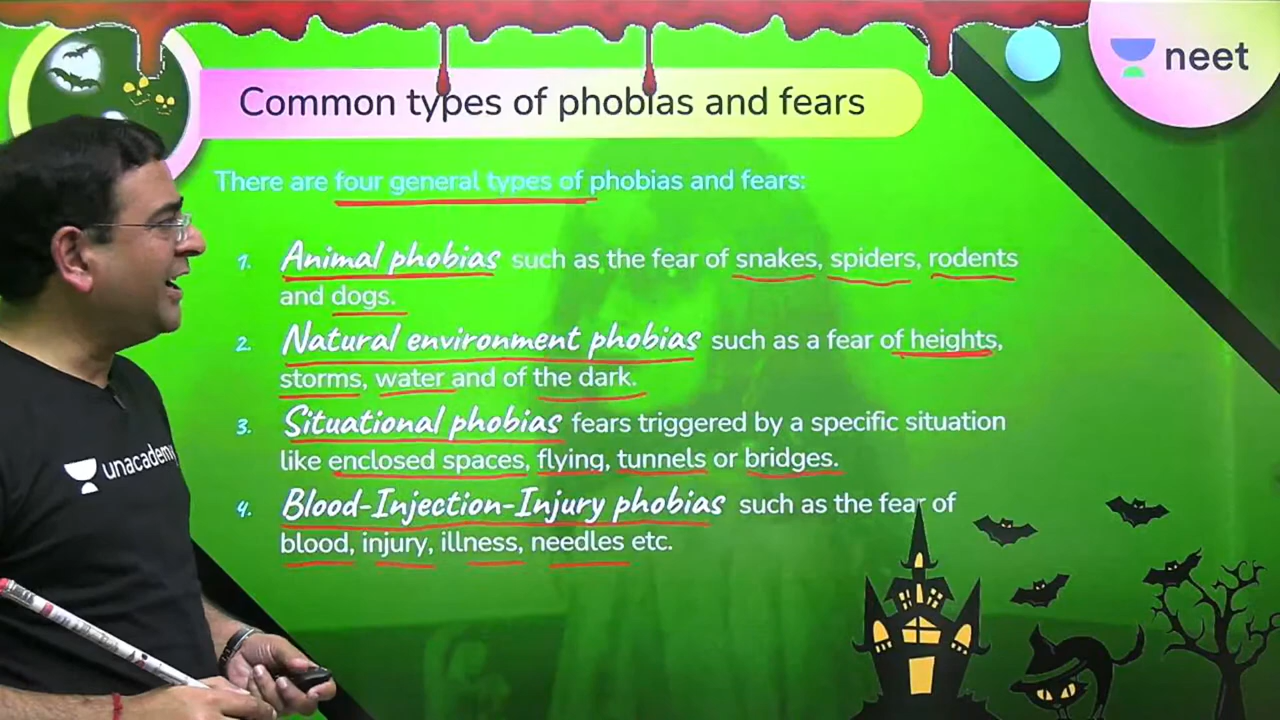 neet
Common types of phobias and fears
There are four general types of phobias and fears:
1. Animal phobias such as the fear of snakes, spiders, rodents
and dogs.
2. Natural environment phobias such as a fear of heights,
storms, water and of the dark.
3. Situational phobias fears triggered by a specific situation
like enclosed spaces, flying, tunnels or bridges.
4. Blood-Injection-Injury phobias such as the fear of
blood, injury, illness, needles etc.
unacademy